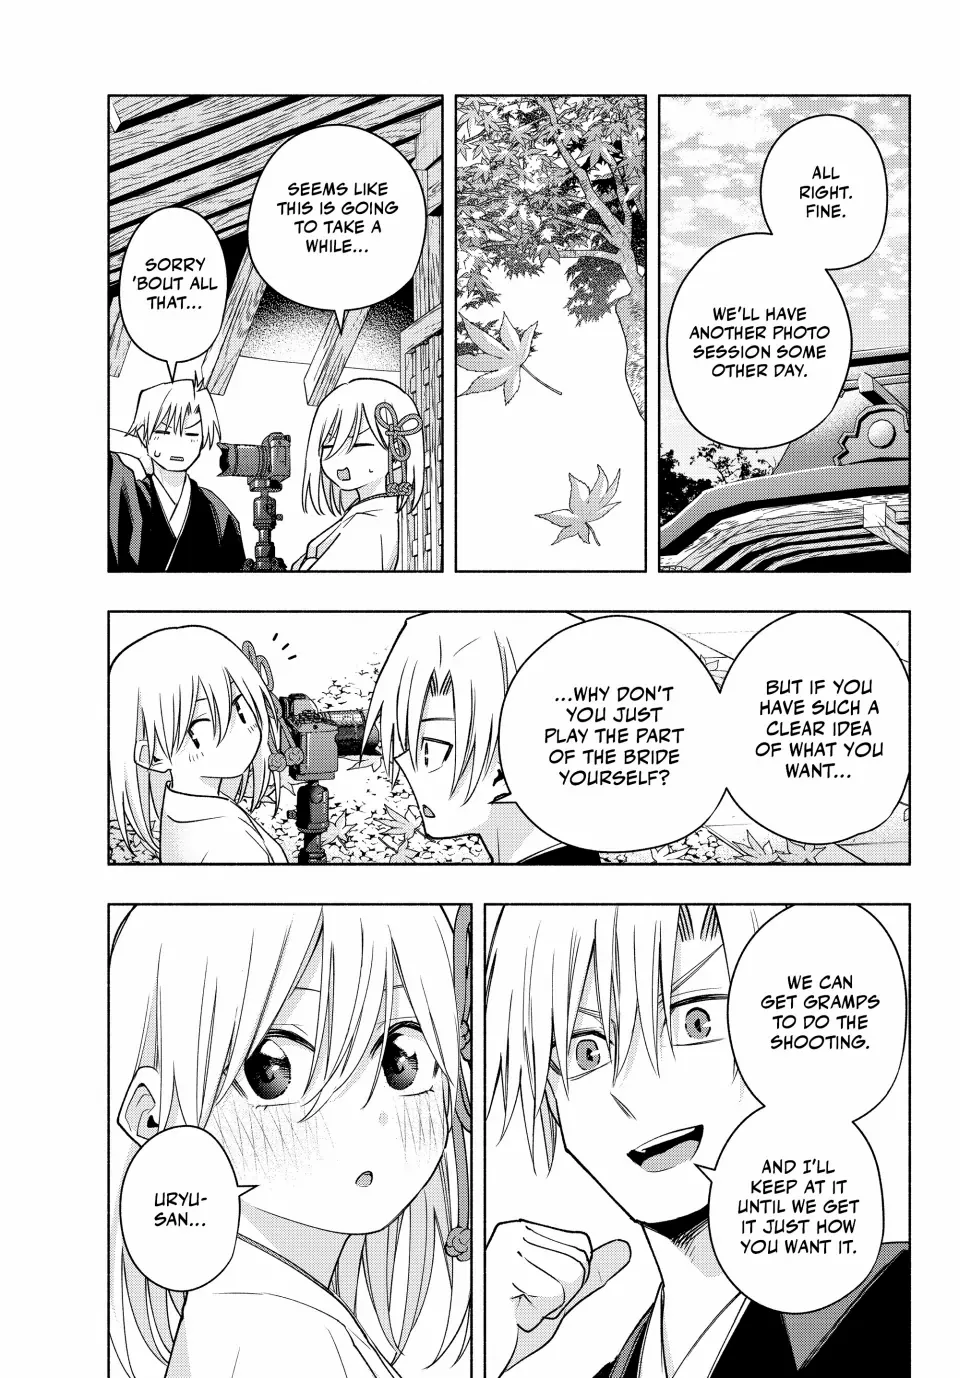 ALL
RIGHT.
FINE.
WE'LL HAVE
ANOTHER PHOTO
SESSION SOME
OTHER DAY.
SEEMS LIKE
THIS IS GOING
TO TAKE A
WHILE...
SORRY
'BOUT ALL
THAT...
BUT IF YOU
HAVE SUCH A
CLEAR IDEA
OF WHAT YOU
WANT...
...WHY DON'T
YOU JUST
PLAY THE PART
OF THE BRIDE
YOURSELF?
WE CAN
GET GRAMPS
TO DO THE
SHOOTING.
AND I'LL
KEEP AT IT
UNTIL WE GET
IT JUST HOW
YOU WANT IT.
URYU-
SAN...